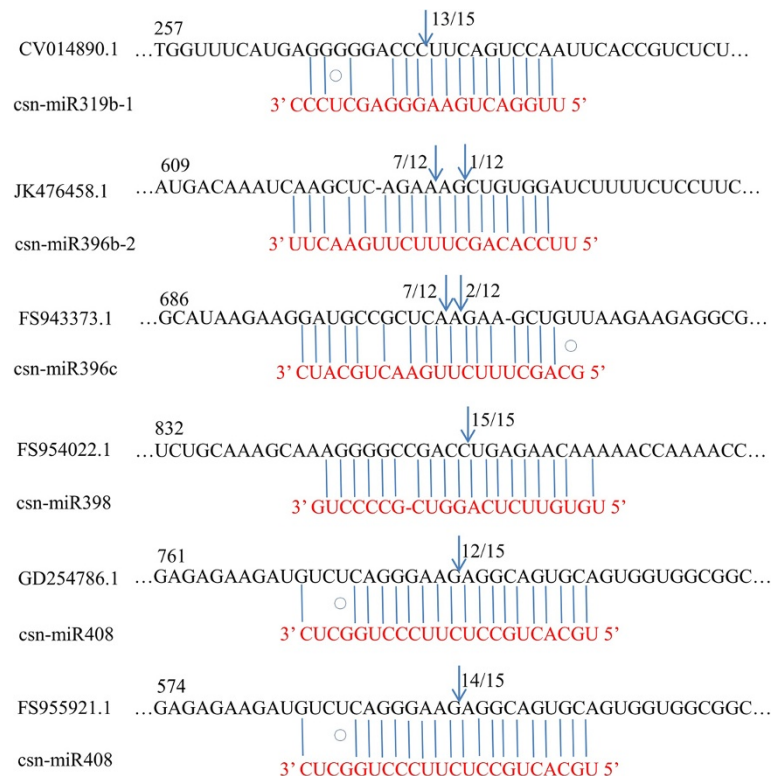 257
13/15
CV014890.1 …TGGUUUCAUGAGGGGGACCCUUCAGUCCAAUUCACCGUCUCU…
csn-miR319b-1 3’ CCCUCGAGGGAAGUCAGGUU 5’
609
7/12 1/12
JK476458.1 …AUGACAAAUCAAGCUC-AGAAAGCUGUGGAUCUUUUCUCCUUC…
csn-miR396b-2 3’ UUCAAGUUCUUUCGACACCUU 5’
686
7/12 2/12
FS943373.1 …GCAUAAGAAGGAUGCCGCUCAAGAA-GCUGUUAAGAAGAGGCG…
csn-miR396c 3’ CUACGUCAAGUUCUUUCGACG 5’
832
15/15
FS954022.1 …UCUGCAAAGCAAAGGGGCCGACCUGAGAACAAAAACCAAAACC…
csn-miR398 3’ GUCCCCG-CUGGACUCUUGUGU 5’
761
12/15
GD254786.1 …GAGAGAAGAUGUCUCAGGGAAGAGGCAGUGCAGUGGUGGCGGC…
csn-miR408 3’ CUCGGUCCCUUCUCCGUCACGU 5’
574
14/15
FS955921.1 …GAGAGAAGAUGUCUCAGGGAAGAGGCAGUGCAGUGGUGGCGGC…
csn-miR408 3’ CUCGGUCCCUUCUCCGUCACGU 5’